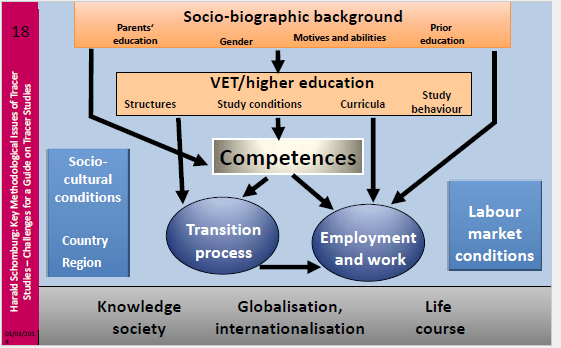 18
Harald Schomburg: Key Methodological Issues of Tracer
Studies – Challenges for a Guide on Tracer Studies
Socio-biographic background
Parents‘ education
Gender
Motives and abilities
Prior education
VET/higher education
Structures
Study conditions
Curricula
Study behaviour
Competences
Socio-
cultural
conditions
Country
Region
Transition
process
Employment
and work
Labour
market
conditions
Knowledge
society
Globalisation,
internationalisation
Life
course